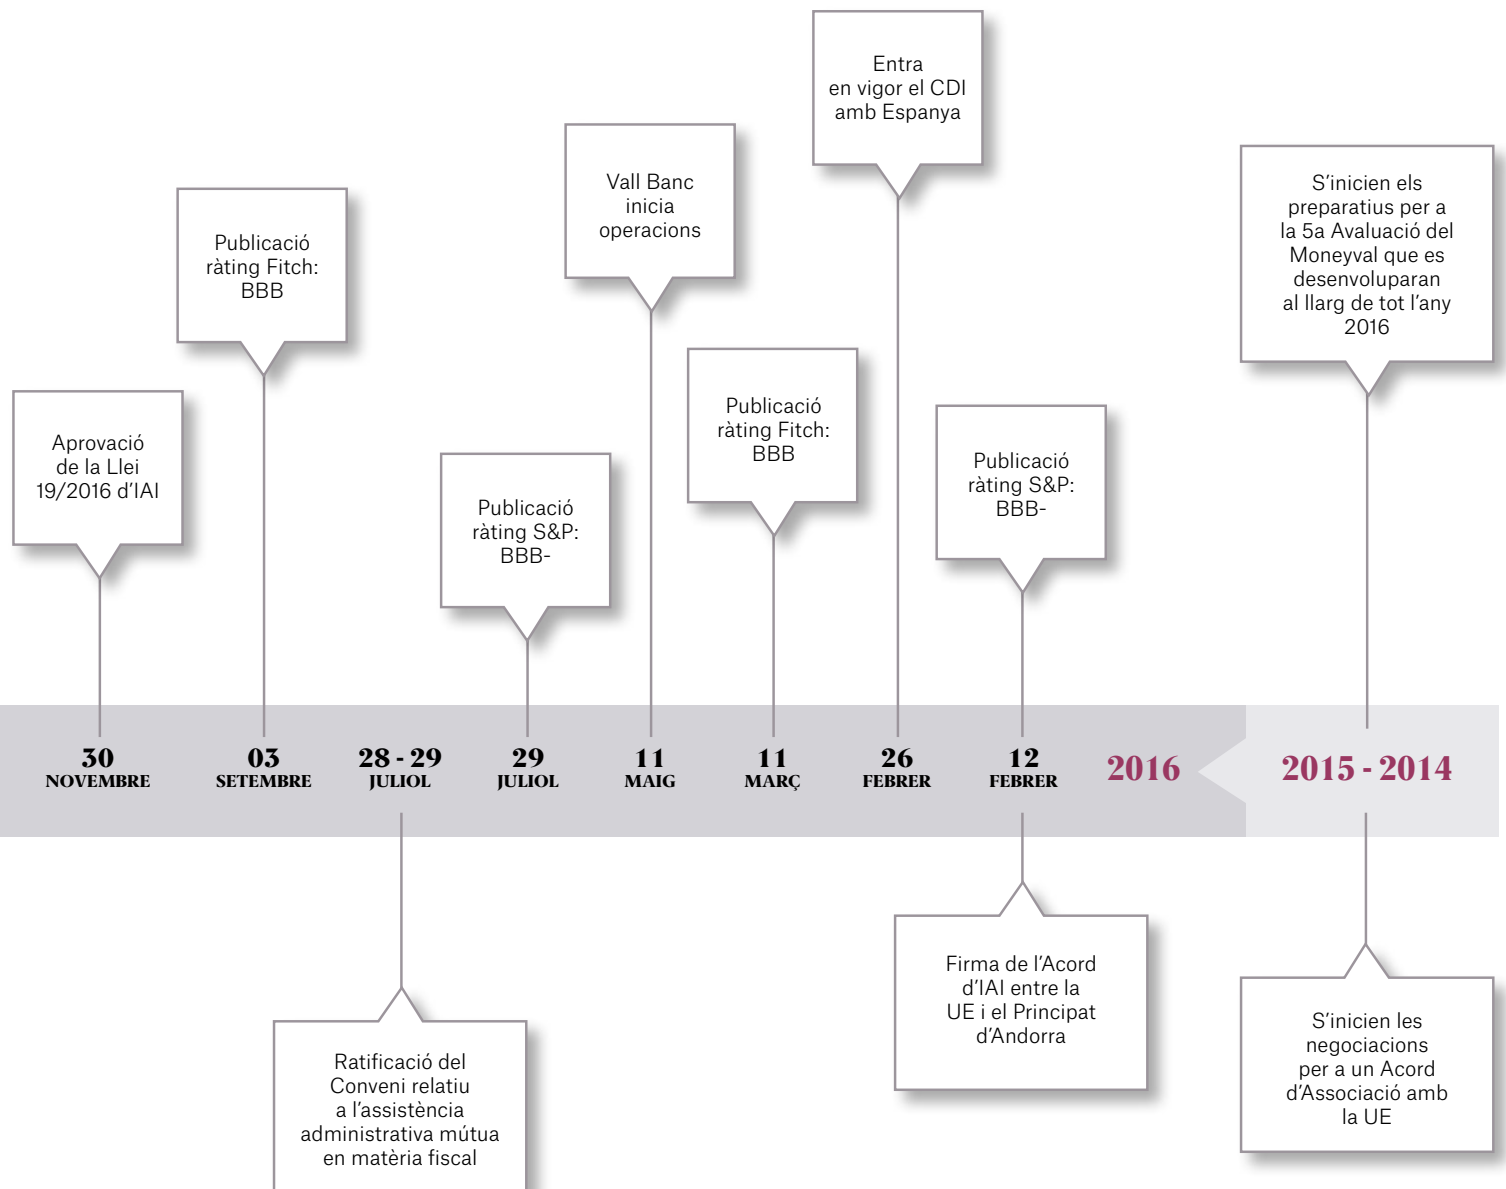 Entra
en vigor el CDI
amb Espanya
Vall Banc
inicia
operacions
S’inicien els
preparatius per a
la 5a Avaluació del
Moneyval que es
desenvoluparan
al llarg de tot l’any
2016
Publicació
ràting Fitch:
BBB
Publicació
ràting Fitch:
BBB
Aprovació
de la Llei
19/2016 d’IAI
Publicació
ràting S&P:
BBB-
Publicació
ràting S&P:
BBB-
30
NOVEMBRE
03
SETEMBRE
28 - 29
JULIOL
29
JULIOL
11
MAIG
11
MARÇ
26
FEBRER
12
FEBRER
2016
2015 - 2014
Firma de l’Acord
d’IAI entre la
UE i el Principat
d’Andorra
S’inicien les
negociacions
per a un Acord
d’Associació amb
la UE
Ratificació del
Conveni relatiu
a l’assistència
administrativa mútua
en matèria fiscal